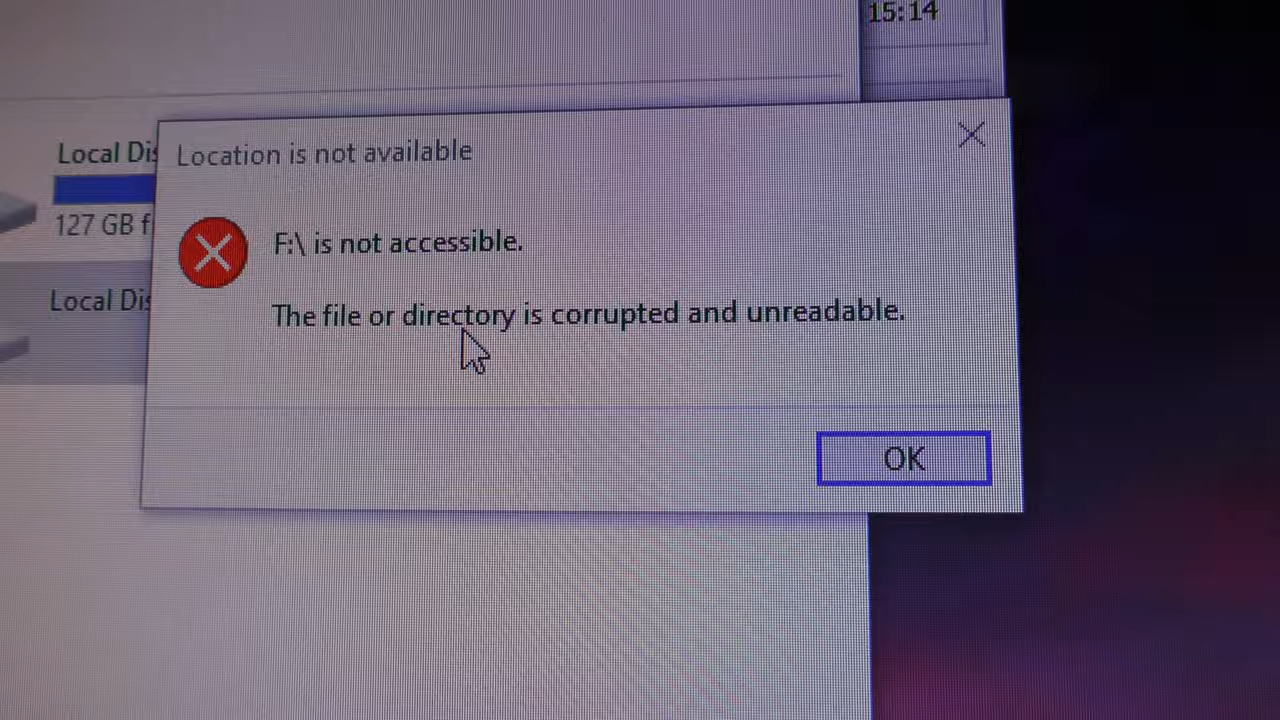 15:14
Local Dis
Location is not available
127 GB f
F:\ is not accessible.
Local Dis
The file or directory is corrupted and unreadable.
OK